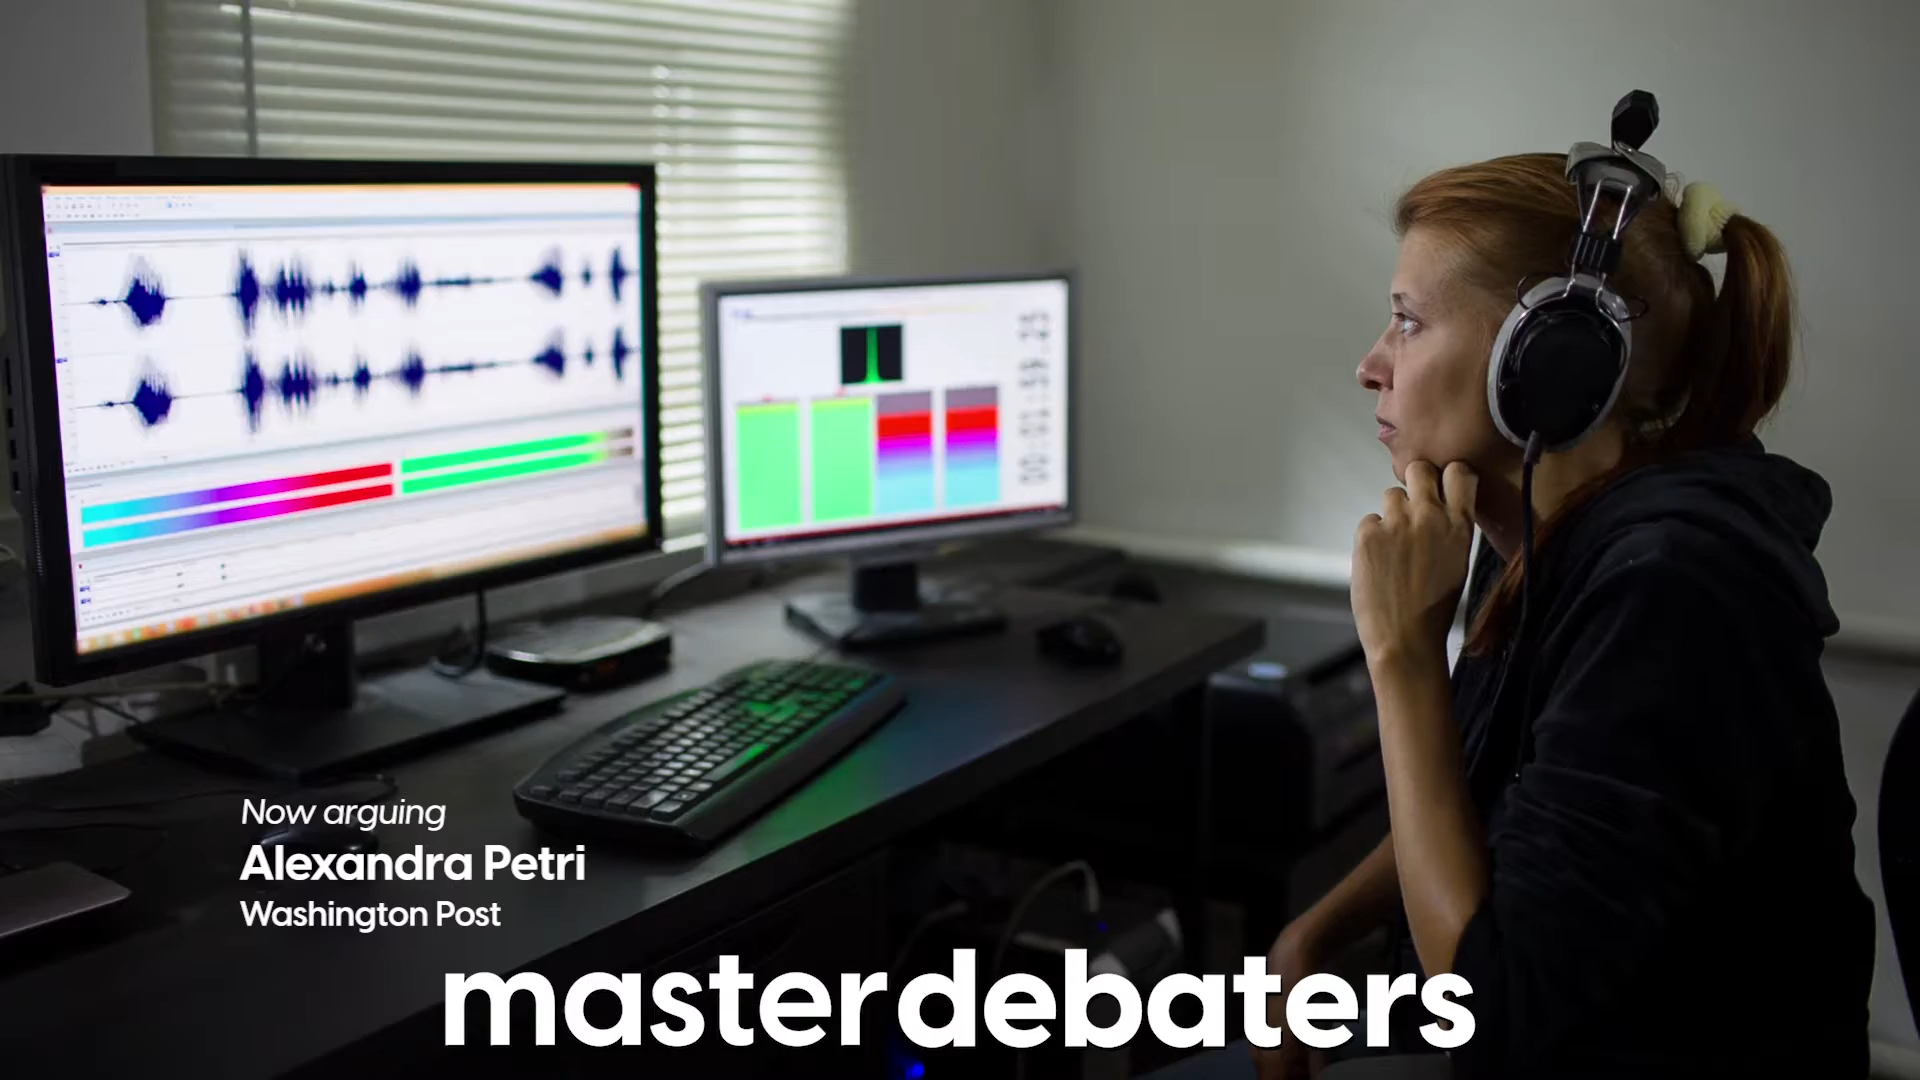 Now arguing
Alexandra Petri
Washington Post
masterdebaters